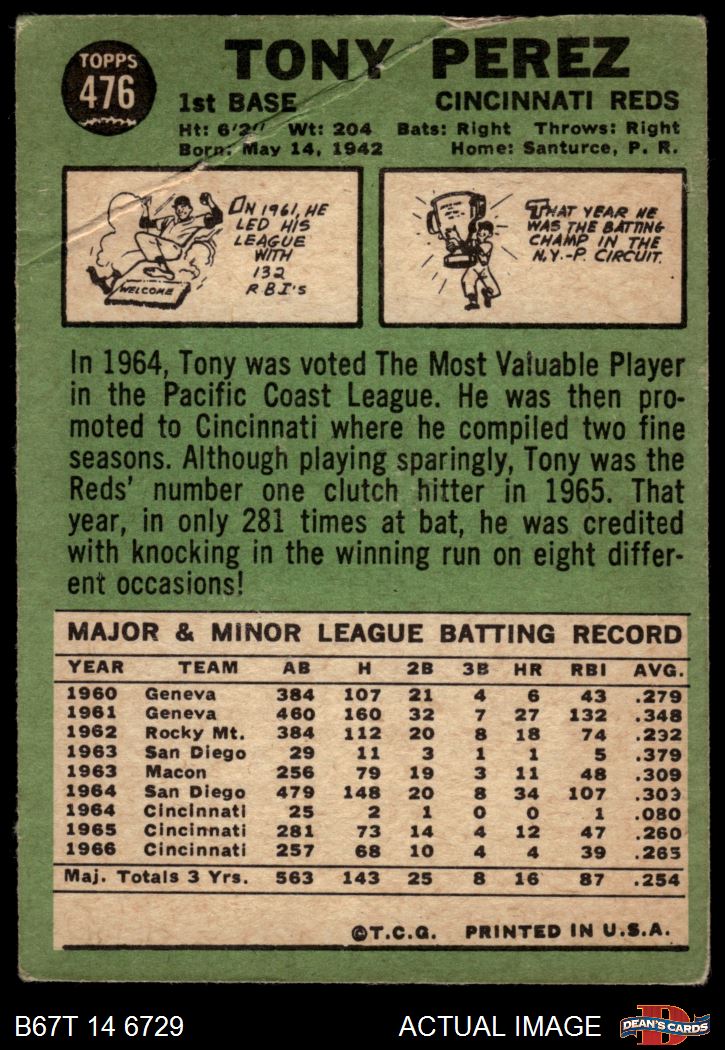 TOPPS
476
TONY PEREZ
1st BASE CINCINNATI REDS
Ht: 6'2" Wt: 204 Bats: Right Throws: Right
Born: May 14, 1942 Home: Santurce, P. R.
ON 1961, HE
LED HIS
LEAGUE
WITH
132
RBI'S
WELCOME
THAT YEAR HE
WAS THE BATTING
CHAMP IN THE
N.Y.-P. CIRCUIT.
In 1964, Tony was voted The Most Valuable Player
in the Pacific Coast League. He was then pro-
moted to Cincinnati where he compiled two fine
seasons. Although playing sparingly, Tony was the
Reds' number one clutch hitter in 1965. That
year, in only 281 times at bat, he was credited
with knocking in the winning run on eight differ-
ent occasions!
MAJOR & MINOR LEAGUE BATTING RECORD
YEAR TEAM AB H 2B 3B HR RBI AVG.
1960 Geneva 384 107 21 4 6 43 .279
1961 Geneva 460 160 32 7 27 132 .348
1962 Rocky Mt. 384 112 20 8 18 74 .292
1963 San Diego 29 11 3 1 1 5 .379
1963 Macon 256 79 19 3 11 48 .309
1964 San Diego 479 148 20 8 34 107 .309
1964 Cincinnati 25 2 1 0 0 1 .080
1965 Cincinnati 281 73 14 4 12 47 .260
1966 Cincinnati 257 68 10 4 4 39 .265
Maj. Totals 3 Yrs. 563 143 25 8 16 87 .254
©T.C.G. PRINTED IN U.S.A.
B67T 14 6729 ACTUAL IMAGE DEAN'S CARDS